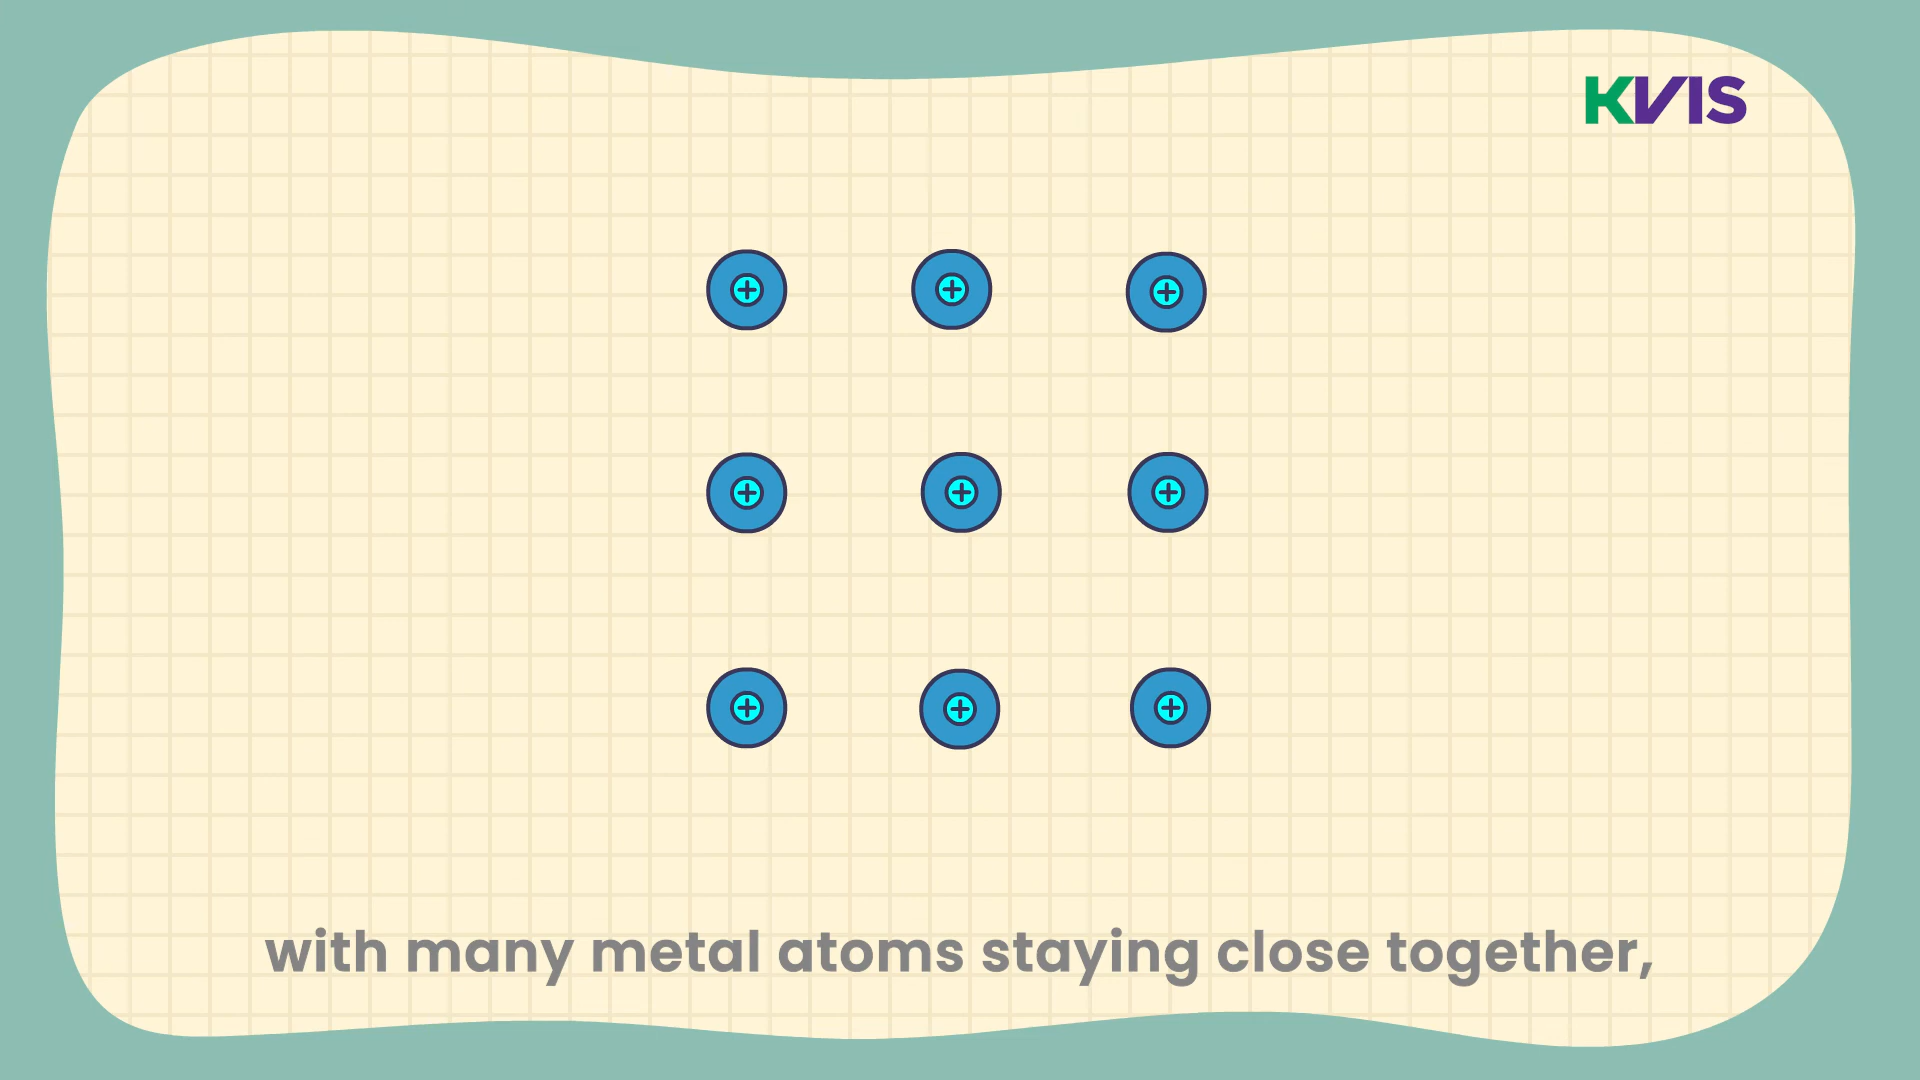 KVIS
+ + +
+ + +
+ + +
with many metal atoms staying close together,